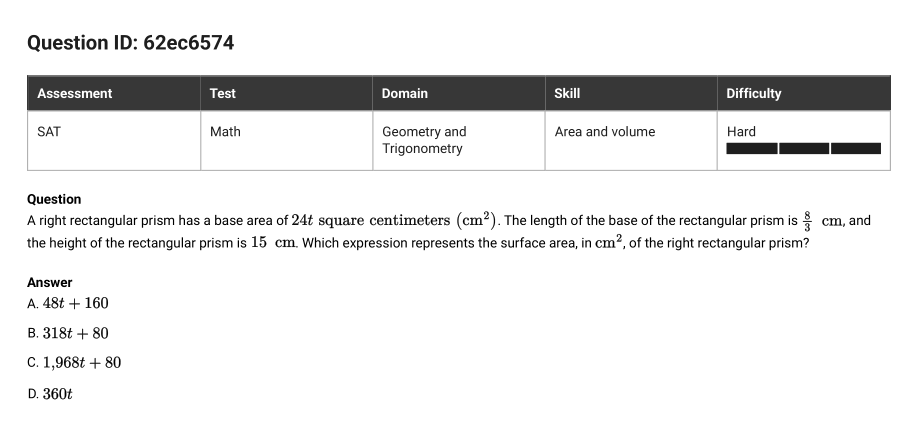 Question ID: 62ec6574
Assessment Test Domain Skill Difficulty
SAT Math Geometry and Trigonometry Area and volume Hard
Question
A right rectangular prism has a base area of 24t square centimeters (cm²). The length of the base of the rectangular prism is 8/3 cm, and
the height of the rectangular prism is 15 cm. Which expression represents the surface area, in cm², of the right rectangular prism?
Answer
A. 48t + 160
B. 318t + 80
C. 1,968t + 80
D. 360t